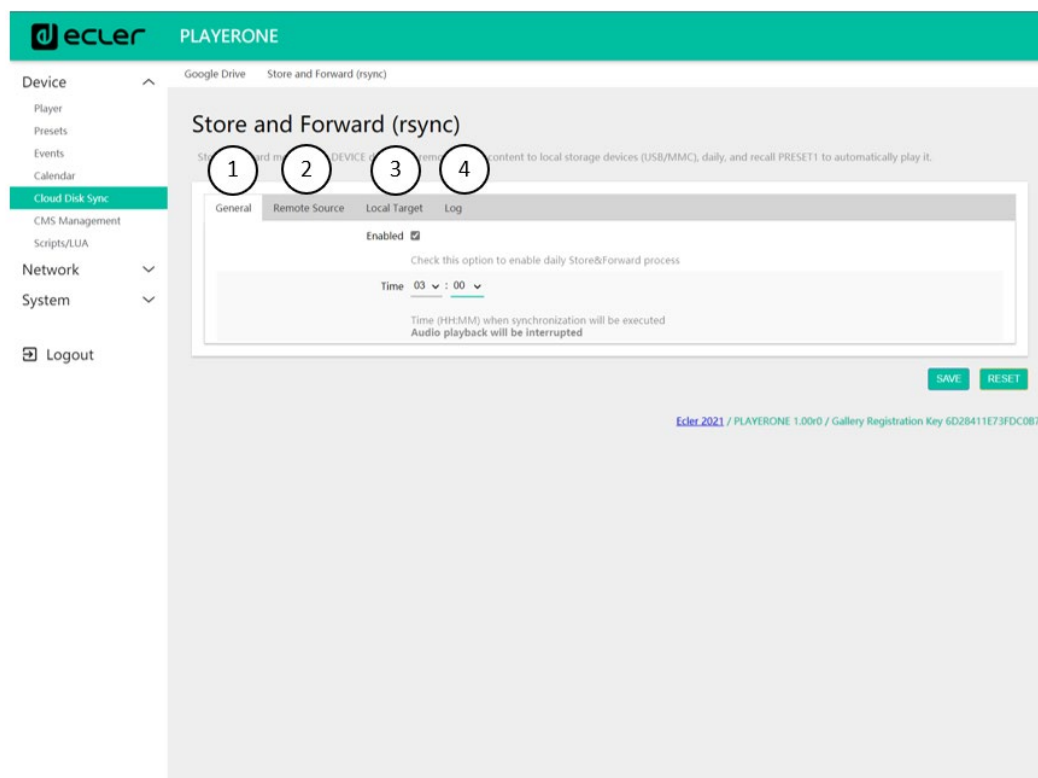 ecler PLAYERONE
Google Drive Store and Forward (rsync)
Device
Player
Presets
Events
Calendar
Cloud Disk Sync
CMS Management
Scripts/LUA
Network
System
Logout
Store and Forward (rsync)
DEVICE content to local storage devices (USB/MMC), daily, and recall PRESET1 to automatically play it.
1 2 3 4
General Remote Source Local Target Log
Enabled
Check this option to enable daily Store&Forward process
Time 03 : 00
Time (HH:MM) when synchronization will be executed
Audio playback will be interrupted
SAVE RESET
Ecler 2021 / PLAYERONE 1.00r0 / Gallery Registration Key 6D28411E73FDC0B7